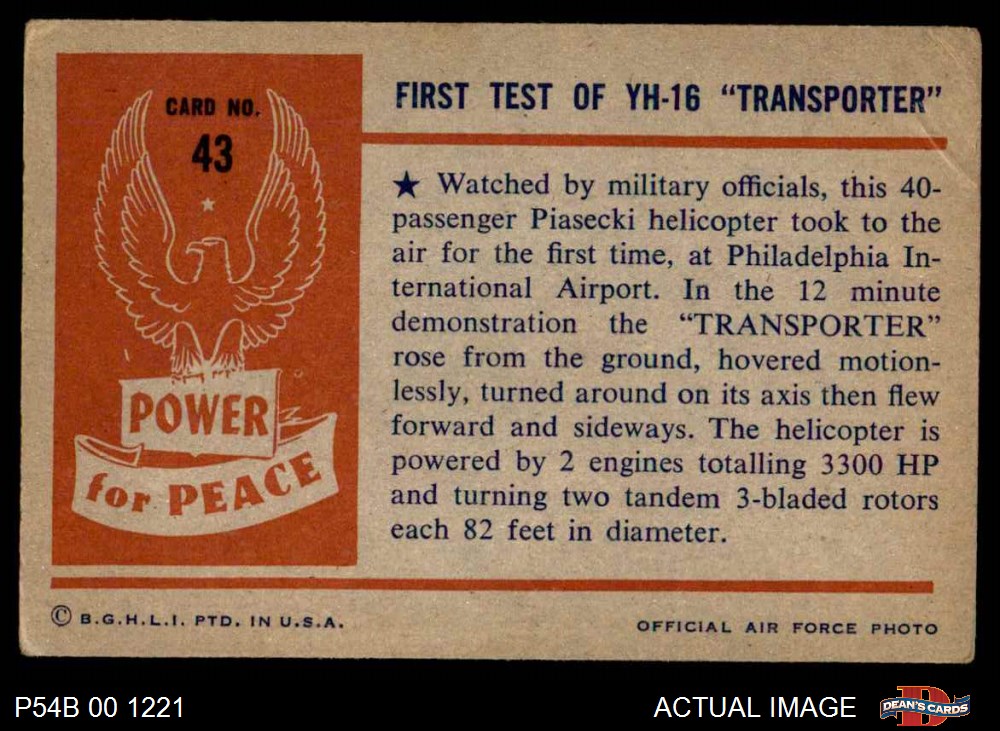 CARD NO.
43
POWER
for PEACE
FIRST TEST OF YH-16 “TRANSPORTER”
★ Watched by military officials, this 40-
passenger Piasecki helicopter took to the
air for the first time, at Philadelphia In-
ternational Airport. In the 12 minute
demonstration the “TRANSPORTER”
rose from the ground, hovered motion-
lessly, turned around on its axis then flew
forward and sideways. The helicopter is
powered by 2 engines totalling 3300 HP
and turning two tandem 3-bladed rotors
each 82 feet in diameter.
© B.G.H.L.I. PTD. IN U.S.A.
OFFICIAL AIR FORCE PHOTO
P54B 00 1221
ACTUAL IMAGE
D
DEAN'S CARDS